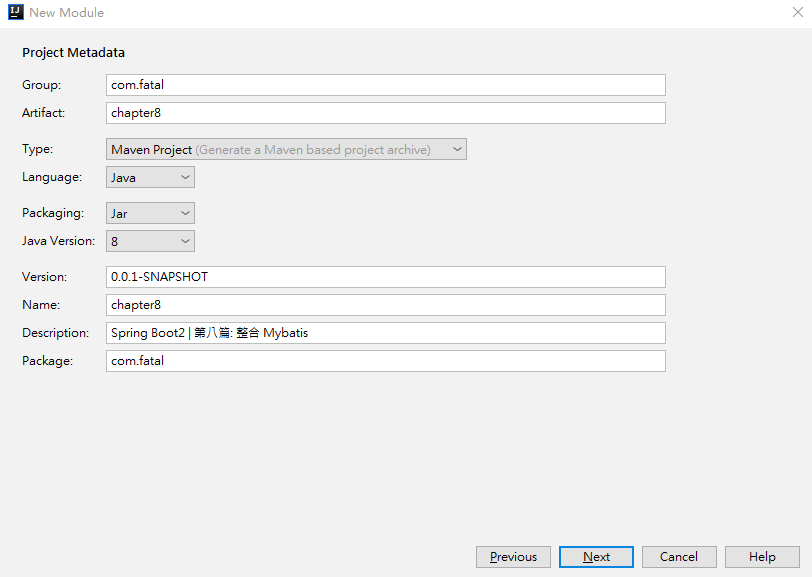 New Module
Project Metadata
Group: com.fatal
Artifact: chapter8
Type: Maven Project (Generate a Maven based project archive)
Language: Java
Packaging: Jar
Java Version: 8
Version: 0.0.1-SNAPSHOT
Name: chapter8
Description: Spring Boot2 | 第八篇: 整合 Mybatis
Package: com.fatal
Previous Next Cancel Help